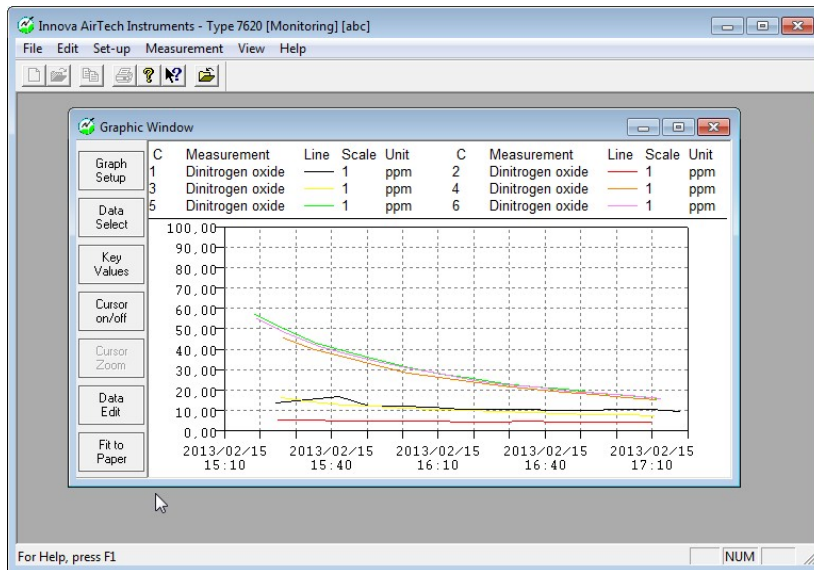 Innova AirTech Instruments - Type 7620 [Monitoring] [abc]
File Edit Set-up Measurement View Help
Graphic Window
Graph Setup
Data Select
Key Values
Cursor on/off
Cursor Zoom
Data Edit
Fit to Paper
C Measurement Line Scale Unit C Measurement Line Scale Unit
1 Dinitrogen oxide 1 ppm 2 Dinitrogen oxide 1 ppm
3 Dinitrogen oxide 1 ppm 4 Dinitrogen oxide 1 ppm
5 Dinitrogen oxide 1 ppm 6 Dinitrogen oxide 1 ppm
100,00
90,00
80,00
70,00
60,00
50,00
40,00
30,00
20,00
10,00
0,00
2013/02/15 2013/02/15 2013/02/15 2013/02/15 2013/02/15
15:10 15:40 16:10 16:40 17:10
For Help, press F1 NUM